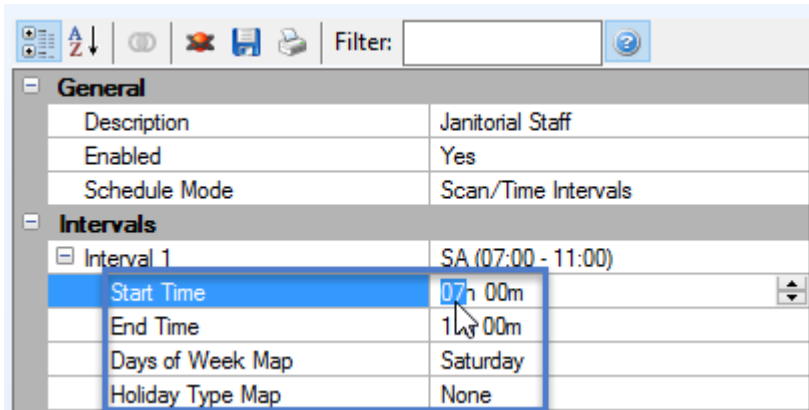 A
Z
Filter:
General
Description Janitorial Staff
Enabled Yes
Schedule Mode Scan/Time Intervals
Intervals
Interval 1 SA (07:00 - 11:00)
Start Time 07h 00m
End Time 00m
Days of Week Map Saturday
Holiday Type Map None